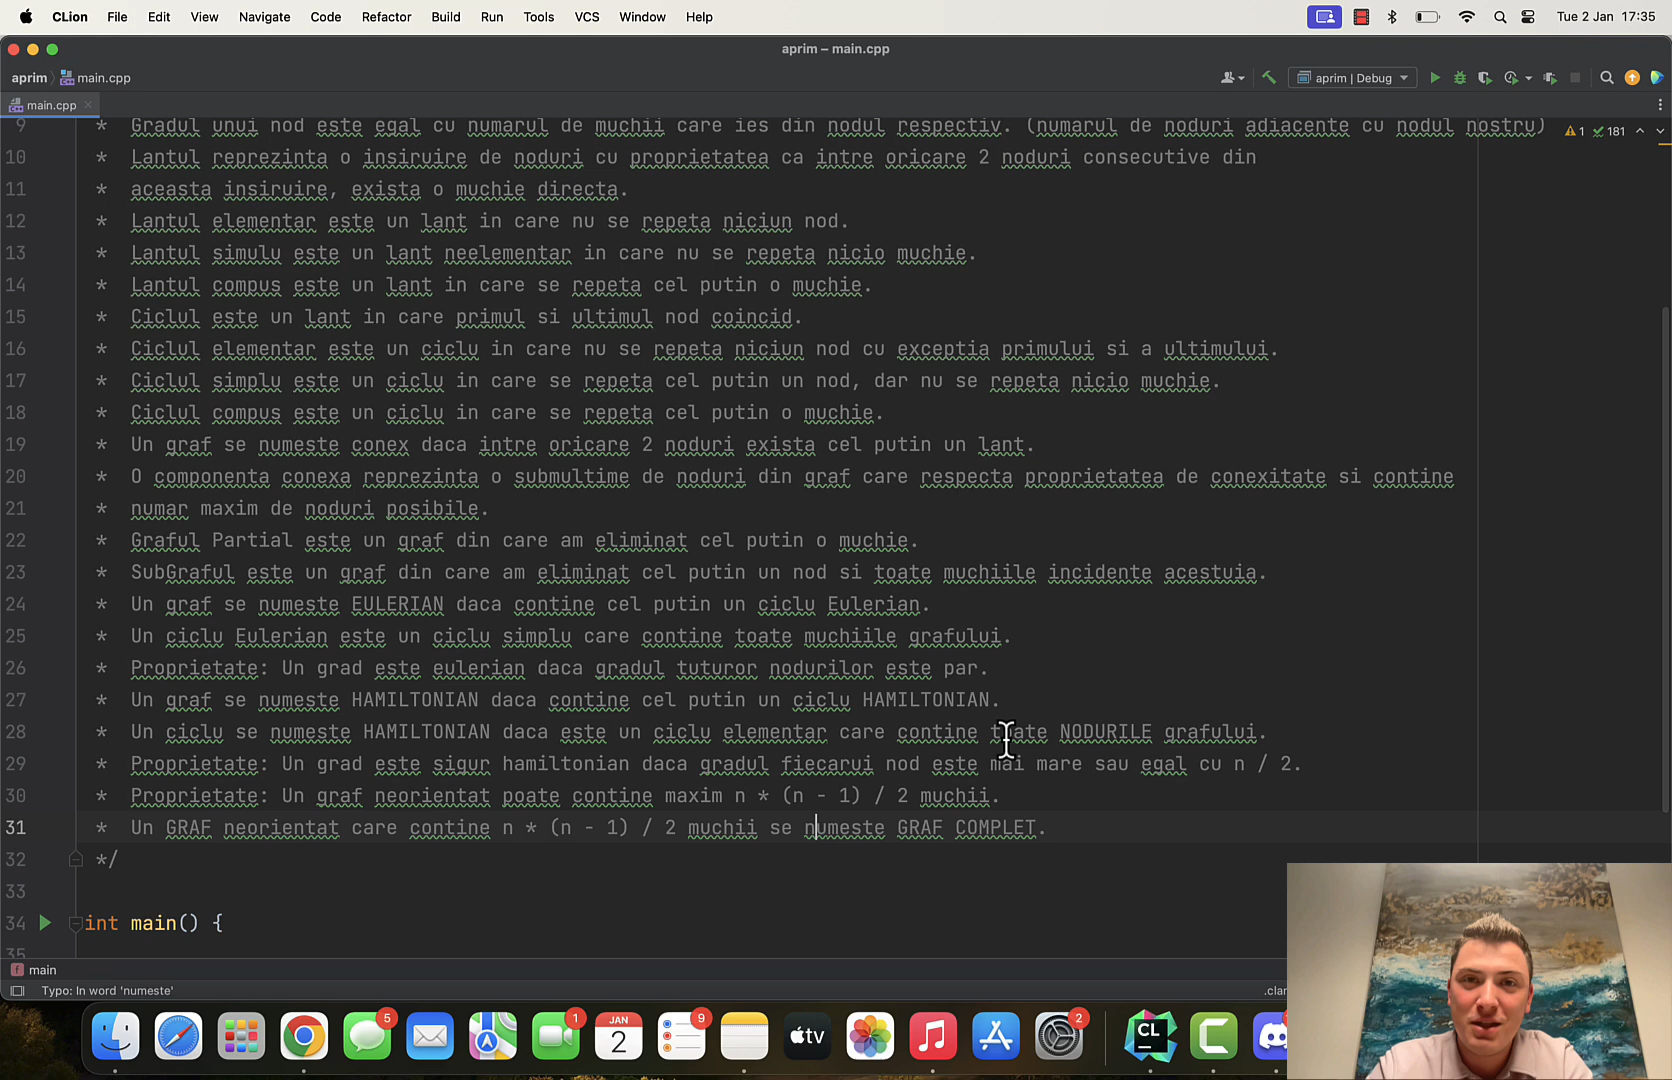 CLion File Edit View Navigate Code Refactor Build Run Tools VCS Window Help Tue 2 Jan 17:35
aprim – main.cpp
aprim main.cpp aprim | Debug
main.cpp
9 * Gradul unui nod este egal cu numarul de muchii care ies din nodul respectiv. (numarul de noduri adiacente cu nodul nostru) 1 181
10 * Lantul reprezinta o insiruire de noduri cu proprietatea ca intre oricare 2 noduri consecutive din
11 * aceasta insiruire, exista o muchie directa.
12 * Lantul elementar este un lant in care nu se repeta niciun nod.
13 * Lantul simulu este un lant neelementar in care nu se repeta nicio muchie.
14 * Lantul compus este un lant in care se repeta cel putin o muchie.
15 * Ciclul este un lant in care primul si ultimul nod coincid.
16 * Ciclul elementar este un ciclu in care nu se repeta niciun nod cu exceptia primului si a ultimului.
17 * Ciclul simplu este un ciclu in care se repeta cel putin un nod, dar nu se repeta nicio muchie.
18 * Ciclul compus este un ciclu in care se repeta cel putin o muchie.
19 * Un graf se numeste conex daca intre oricare 2 noduri exista cel putin un lant.
20 * O componenta conexa reprezinta o submultime de noduri din graf care respecta proprietatea de conexitate si contine
21 * numar maxim de noduri posibile.
22 * Graful Partial este un graf din care am eliminat cel putin o muchie.
23 * SubGraful este un graf din care am eliminat cel putin un nod si toate muchiile incidente acestuia.
24 * Un graf se numeste EULERIAN daca contine cel putin un ciclu Eulerian.
25 * Un ciclu Eulerian este un ciclu simplu care contine toate muchiile grafului.
26 * Proprietate: Un grad este eulerian daca gradul tuturor nodurilor este par.
27 * Un graf se numeste HAMILTONIAN daca contine cel putin un ciclu HAMILTONIAN.
28 * Un ciclu se numeste HAMILTONIAN daca este un ciclu elementar care contine toate NODURILE grafului.
29 * Proprietate: Un grad este sigur hamiltonian daca gradul fiecarui nod este mai mare sau egal cu n / 2.
30 * Proprietate: Un graf neorientat poate contine maxim n * (n - 1) / 2 muchii.
31 * Un GRAF neorientat care contine n * (n - 1) / 2 muchii se numeste GRAF COMPLET.
32 */
33
34 int main() {
35
f main
Typo: In word 'numeste' .clan
5 1 JAN 2 9 tv 2 CL C